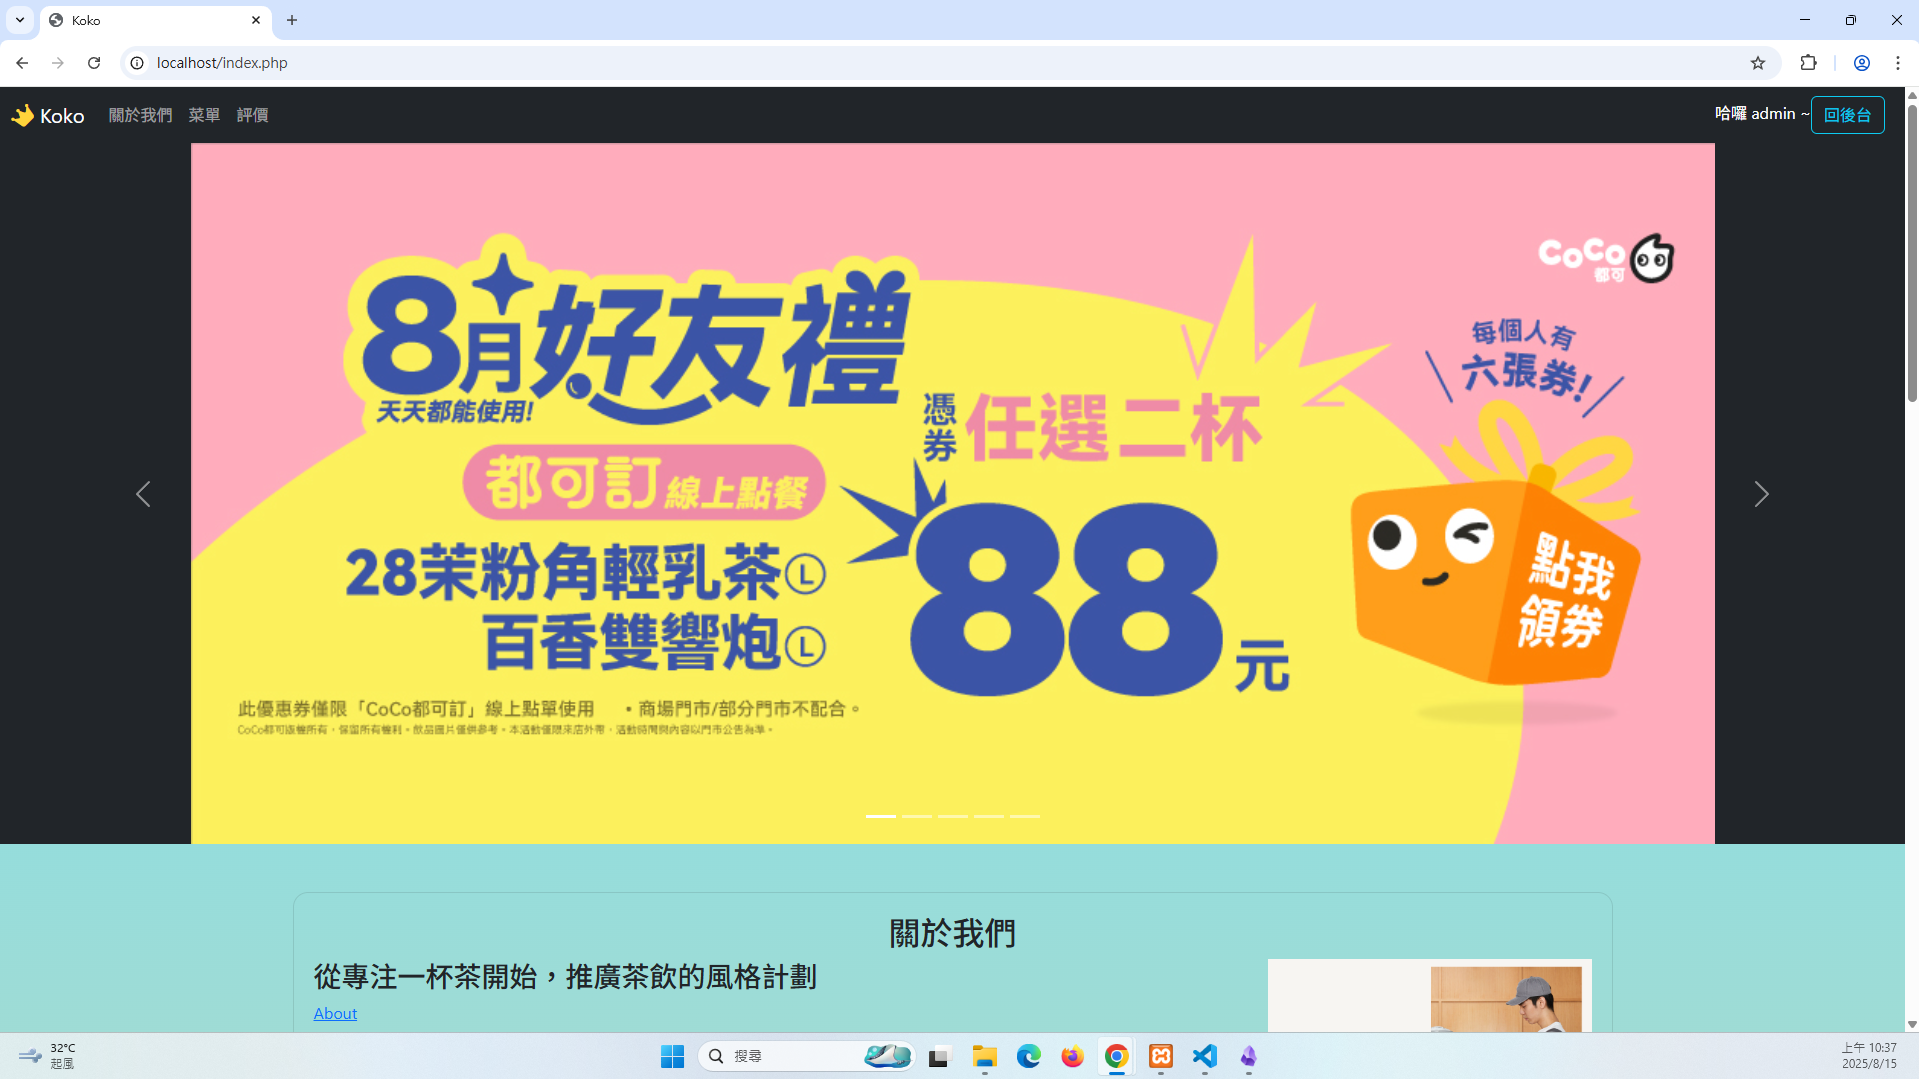 Koko
localhost/index.php
Koko
關於我們
菜單
評價
哈囉 admin ~
回後台
8月好友禮
天天都能使用!
CoCo
都可
每個人有
六張券!
憑券
任選二杯
都可訂線上點餐
28茉粉角輕乳茶Ⓛ
百香雙響炮Ⓛ
88元
點我
領券
此優惠券僅限「CoCo都可訂」線上點單使用
•商場門市/部分門市不配合。
CoCo都可版權所有,保留所有權利。飲品圖片僅供參考。本活動僅限來店外帶,活動時間與內容以門市公告為準。
關於我們
從專注一杯茶開始,推廣茶飲的風格計劃
About
32°C
起風
搜尋
上午 10:37
2025/8/15